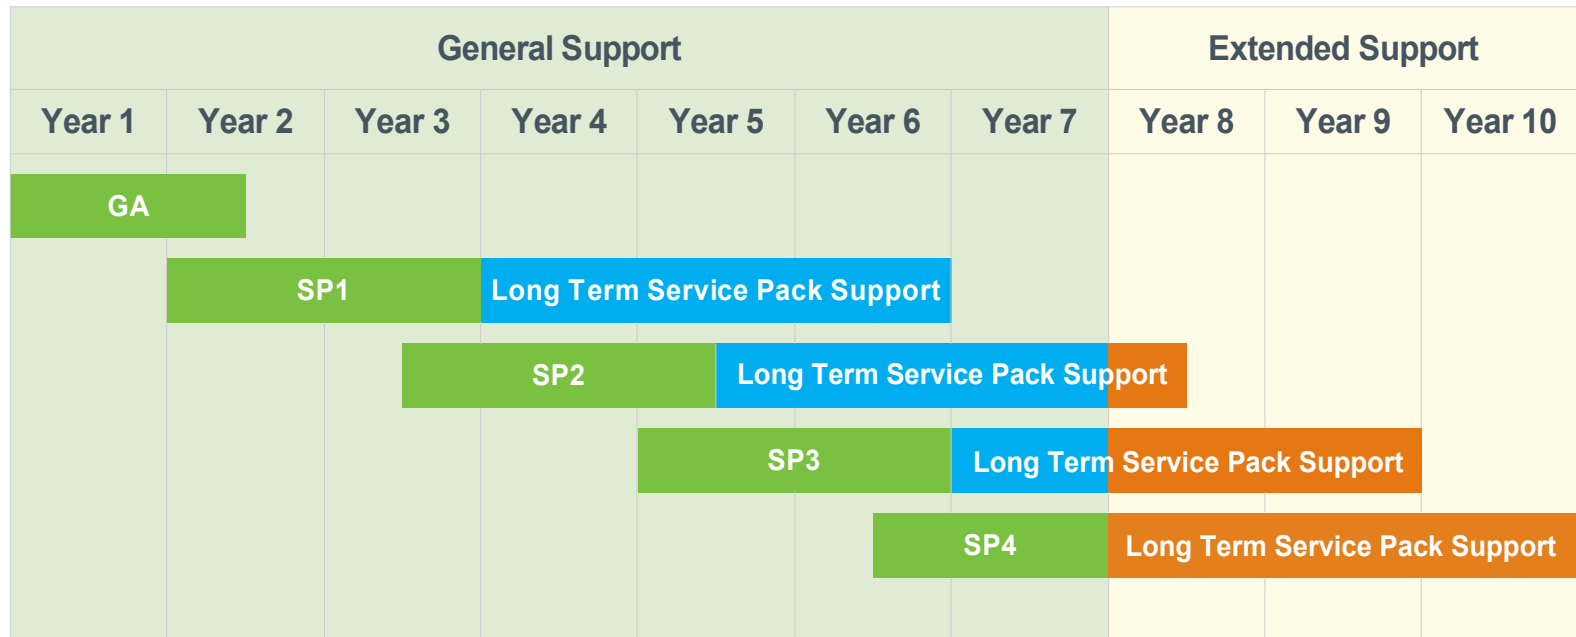 General Support
Extended Support
Year 1
Year 2
Year 3
Year 4
Year 5
Year 6
Year 7
Year 8
Year 9
Year 10
GA
SP1
Long Term Service Pack Support
SP2
Long Term Service Pack Support
SP3
Long Term Service Pack Support
SP4
Long Term Service Pack Support